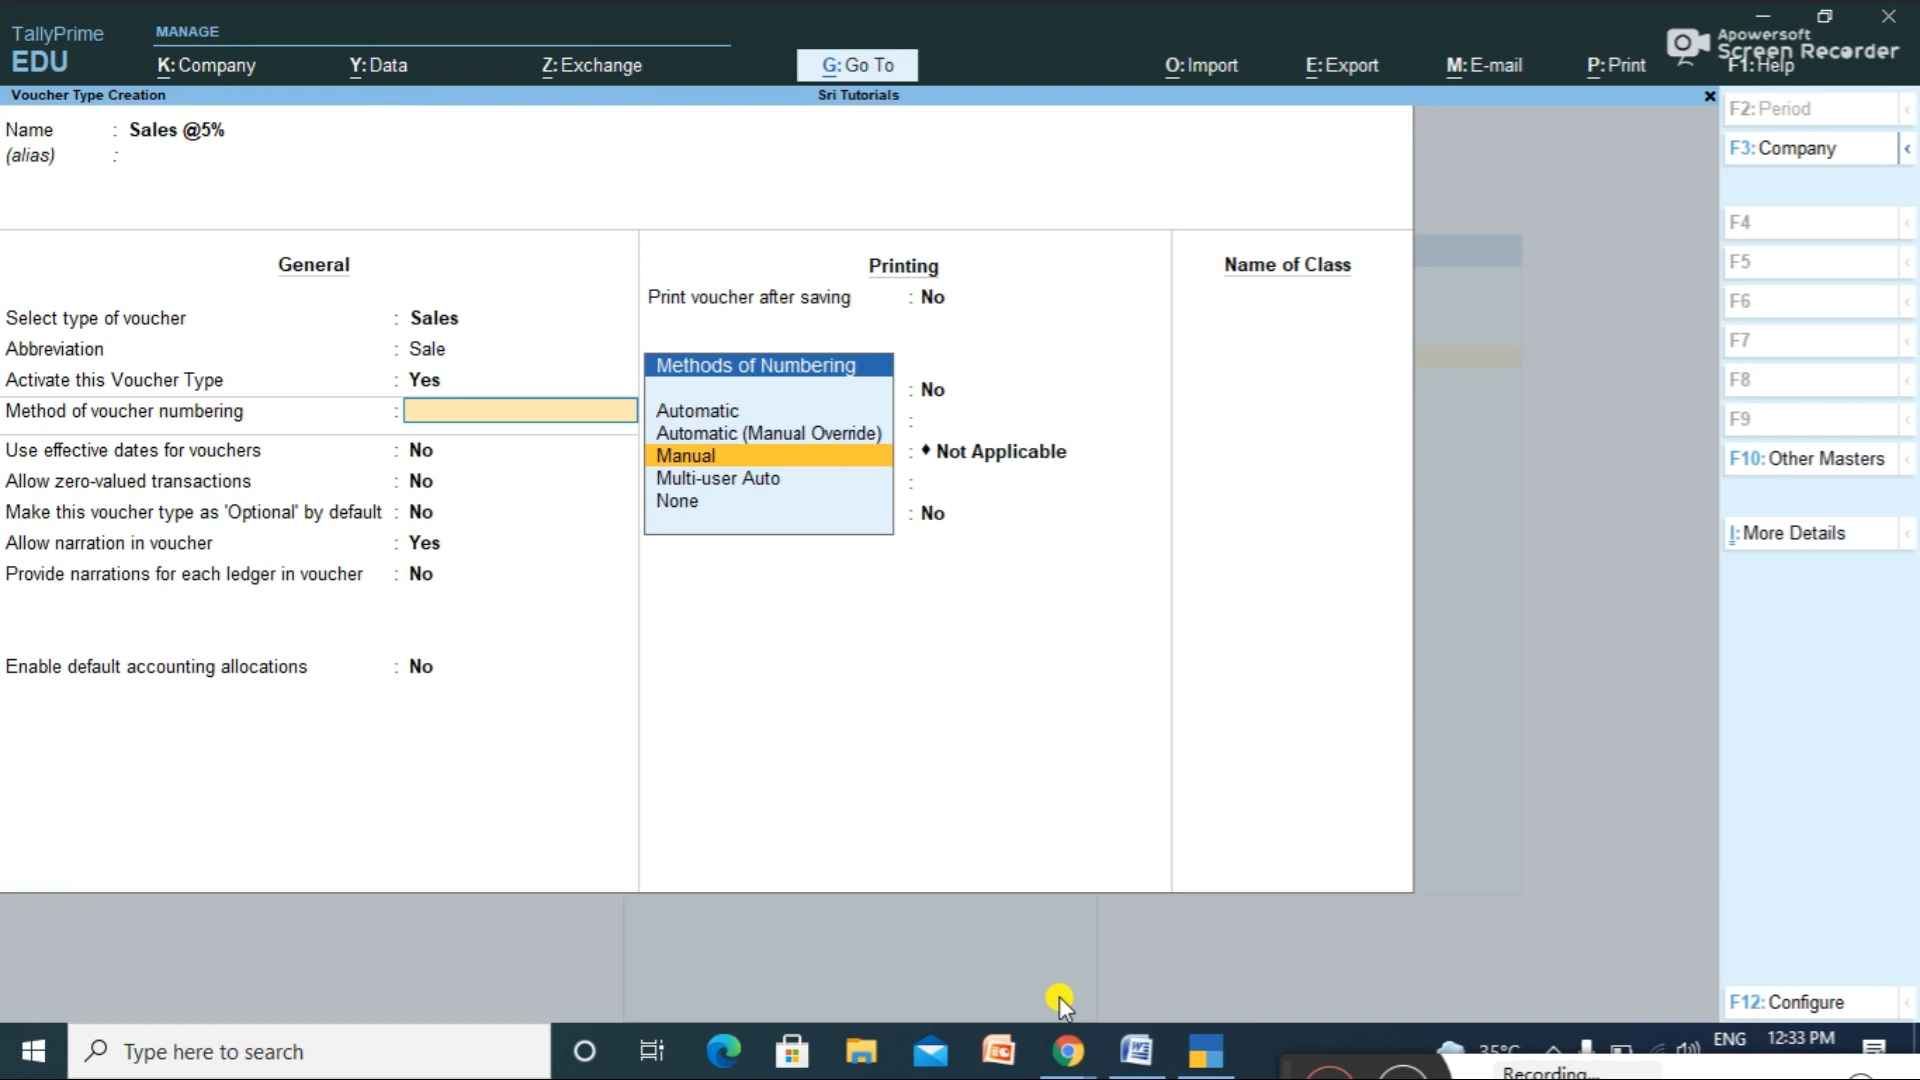 TallyPrime
EDU
MANAGE
K: Company
Y: Data
Z: Exchange
G: Go To
O: Import
E: Export
M: E-mail
P: Print
F1: Help
Apowersoft
Screen Recorder
Voucher Type Creation
Sri Tutorials
Name : Sales @5%
(alias) :
General
Select type of voucher : Sales
Abbreviation : Sale
Activate this Voucher Type : Yes
Method of voucher numbering :
Use effective dates for vouchers : No
Allow zero-valued transactions : No
Make this voucher type as 'Optional' by default : No
Allow narration in voucher : Yes
Provide narrations for each ledger in voucher : No
Enable default accounting allocations : No
Printing
Print voucher after saving : No
Methods of Numbering
Automatic
Automatic (Manual Override)
Manual
Multi-user Auto
None
: No
:
: ♦ Not Applicable
:
: No
Name of Class
F2: Period
F3: Company
F4
F5
F6
F7
F8
F9
F10: Other Masters
I: More Details
F12: Configure
Type here to search
35°C
ENG
12:33 PM
Recording...